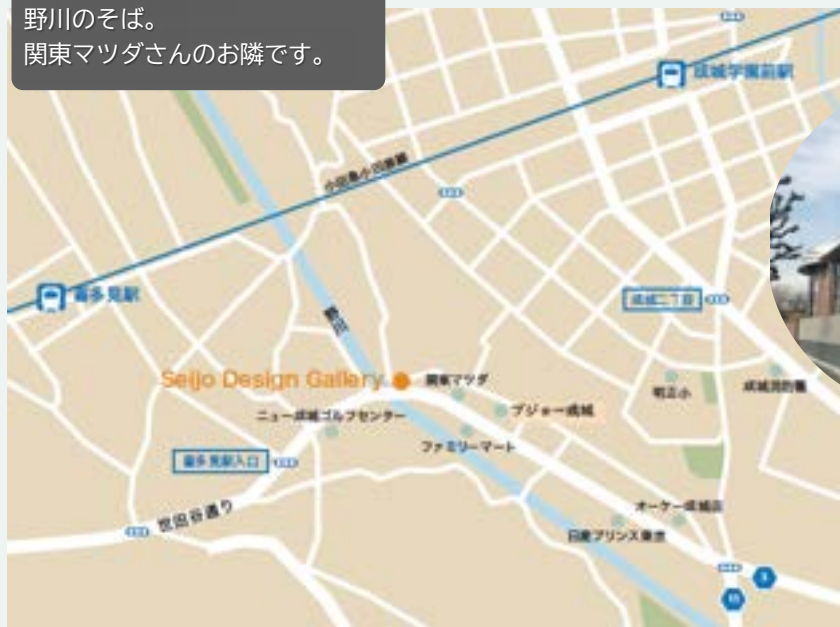 野川のそば。
関東マツダさんのお隣です。
成城学園前駅
小田急小田原線
喜多見駅
成城二丁目
野川
Seijo Design Gallery
関東マツダ
明正小
ニュー成城ゴルフセンター
プジョー成城
ファミリーマート
喜多見駅入口
世田谷通り
オーケー成城店
日産プリンス東京